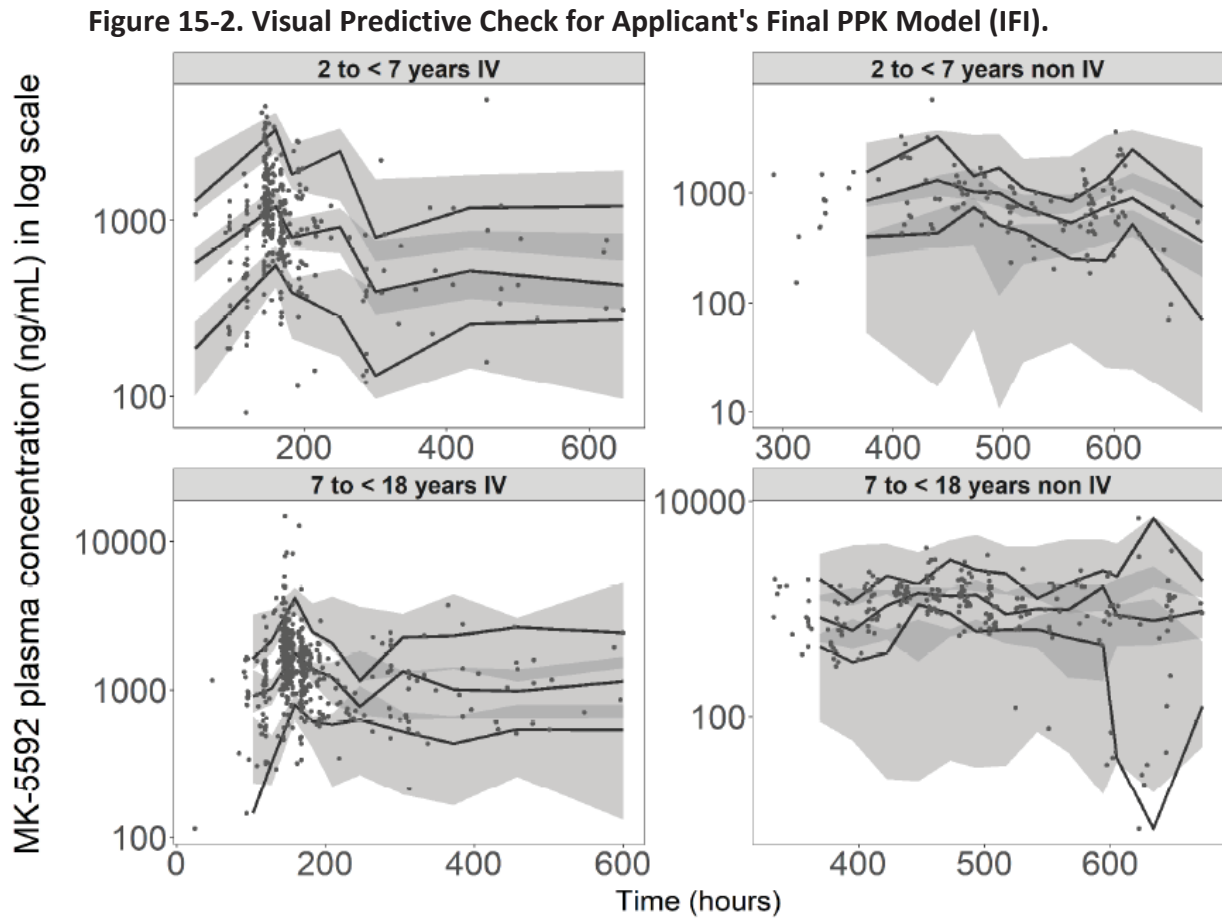 Figure 15-2. Visual Predictive Check for Applicant's Final PPK Model (IFI).
MK-5592 plasma concentration (ng/mL) in log scale
2 to < 7 years IV
1000
100
200 400 600
2 to < 7 years non IV
1000
100
10
300 400 500 600
7 to < 18 years IV
10000
1000
100
0 200 400 600
7 to < 18 years non IV
10000
100
400 500 600
Time (hours)